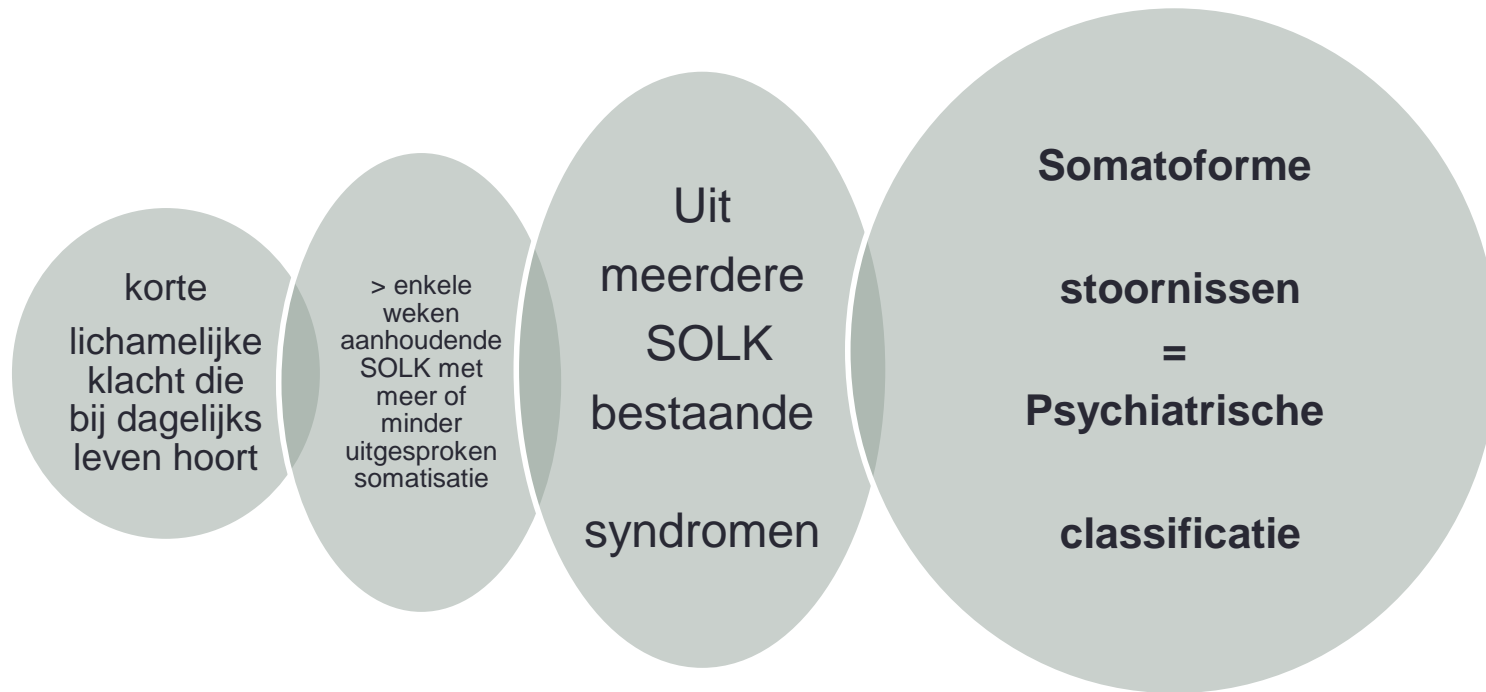 korte
lichamelijke
klacht die
bij dagelijks
leven hoort
> enkele
weken
aanhoudende
SOLK met
meer of
minder
uitgesproken
somatisatie
Uit
meerdere
SOLK
bestaande
syndromen
Somatoforme
stoornissen
=
Psychiatrische
classificatie